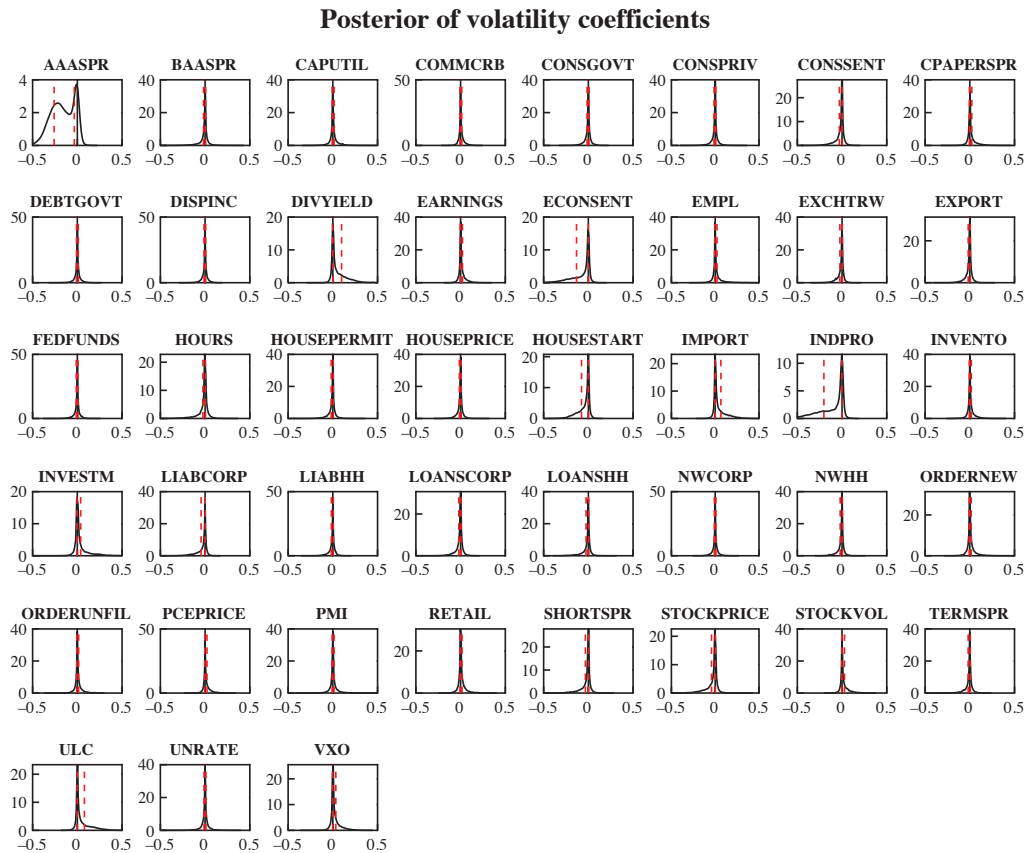 Posterior of volatility coefficients
AAASPR BAASPR CAPUTIL COMMCRB CONSGOVT CONSPRIV CONSSENT CPAPERSPR
4 2 0 40 20 0 40 20 0 50 0 40 20 0 40 20 0 20 10 0 20 0
−0.5 0 0.5 −0.5 0 0.5 −0.5 0 0.5 −0.5 0 0.5 −0.5 0 0.5 −0.5 0 0.5 −0.5 0 0.5 −0.5 0 0.5
DEBTGOVT DISPINC DIVYIELD EARNINGS ECONSENT EMPL EXCHTRW EXPORT
50 0 50 0 20 10 0 40 20 0 20 10 0 40 20 0 40 20 0 20 0
−0.5 0 0.5 −0.5 0 0.5 −0.5 0 0.5 −0.5 0 0.5 −0.5 0 0.5 −0.5 0 0.5 −0.5 0 0.5 −0.5 0 0.5
FEDFUNDS HOURS HOUSEPERMIT HOUSEPRICE HOUSESTART IMPORT INDPRO INVENTO
50 0 20 10 0 40 20 0 40 20 0 20 10 0 20 10 0 10 5 0 40 20 0
−0.5 0 0.5 −0.5 0 0.5 −0.5 0 0.5 −0.5 0 0.5 −0.5 0 0.5 −0.5 0 0.5 −0.5 0 0.5 −0.5 0 0.5
INVESTM LIABCORP LIABHH LOANSCORP LOANSHH NWCORP NWHH ORDERNEW
20 10 0 40 20 0 50 0 20 0 40 20 0 50 0 40 20 0 20 0
−0.5 0 0.5 −0.5 0 0.5 −0.5 0 0.5 −0.5 0 0.5 −0.5 0 0.5 −0.5 0 0.5 −0.5 0 0.5 −0.5 0 0.5
ORDERUNFIL PCEPRICE PMI RETAIL SHORTSPR STOCKPRICE STOCKVOL TERMSPR
40 20 0 50 0 40 20 0 20 0 20 10 0 20 10 0 40 20 0 40 20 0
−0.5 0 0.5 −0.5 0 0.5 −0.5 0 0.5 −0.5 0 0.5 −0.5 0 0.5 −0.5 0 0.5 −0.5 0 0.5 −0.5 0 0.5
ULC UNRATE VXO
20 10 0 40 20 0 20 10 0
−0.5 0 0.5 −0.5 0 0.5 −0.5 0 0.5